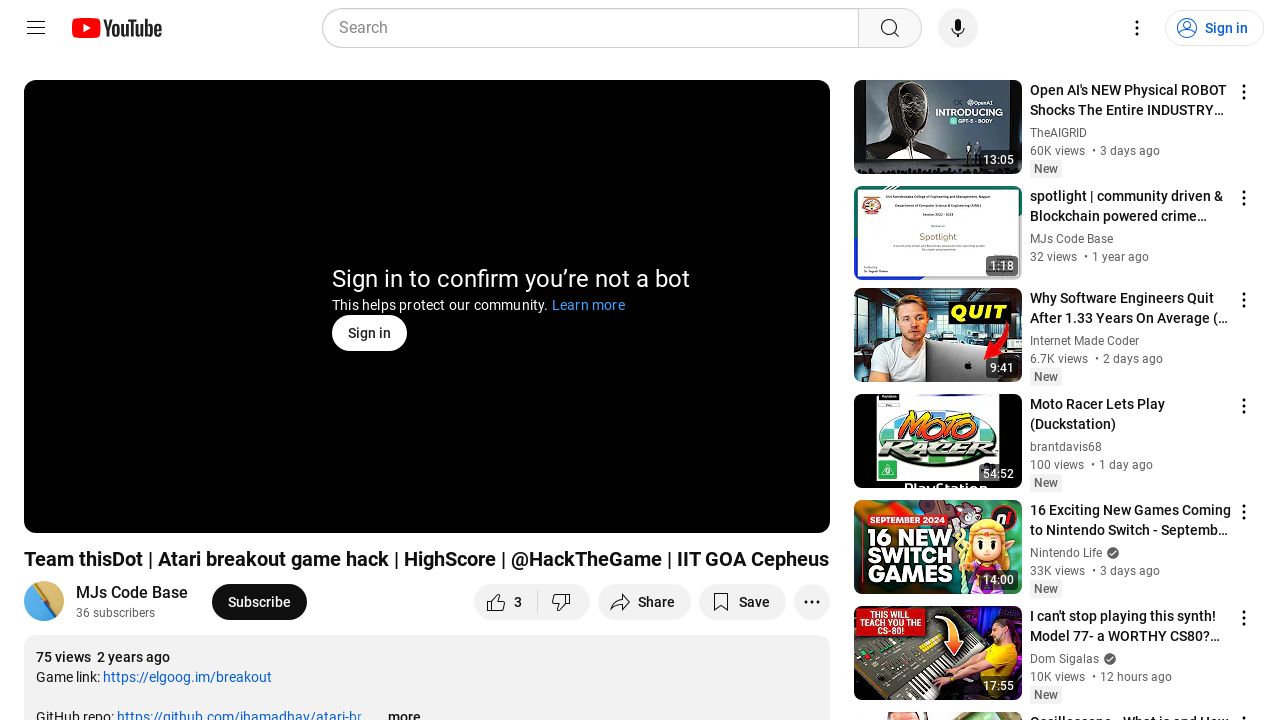 YouTube
Search
Sign in
Sign in to confirm you’re not a bot
This helps protect our community. Learn more
Sign in
Team thisDot | Atari breakout game hack | HighScore | @HackTheGame | IIT GOA Cepheus
MJs Code Base
36 subscribers
Subscribe
3
Share
Save
75 views 2 years ago
Game link: https://elgoog.im/breakout
GitHub repo: https://github.com/jhamadhav/atari-br
...more
OpenAI
INTRODUCING
GPT-5 - BODY
13:05
Open AI's NEW Physical ROBOT
Shocks The Entire INDUSTRY…
TheAIGRID
60K views • 3 days ago
New
Spotlight
1:18
spotlight | community driven &
Blockchain powered crime…
MJs Code Base
32 views • 1 year ago
QUIT
9:41
Why Software Engineers Quit
After 1.33 Years On Average (…
Internet Made Coder
6.7K views • 2 days ago
New
MOTO
RACER
PlayStation
54:52
Moto Racer Lets Play
(Duckstation)
brantdavis68
100 views • 1 day ago
New
SEPTEMBER 2024
16 NEW
SWITCH
GAMES
14:00
16 Exciting New Games Coming
to Nintendo Switch - Septemb…
Nintendo Life
33K views • 3 days ago
New
THIS WILL
TEACH YOU THE
CS-80!
17:55
I can't stop playing this synth!
Model 77- a WORTHY CS80?…
Dom Sigalas
10K views • 12 hours ago
New